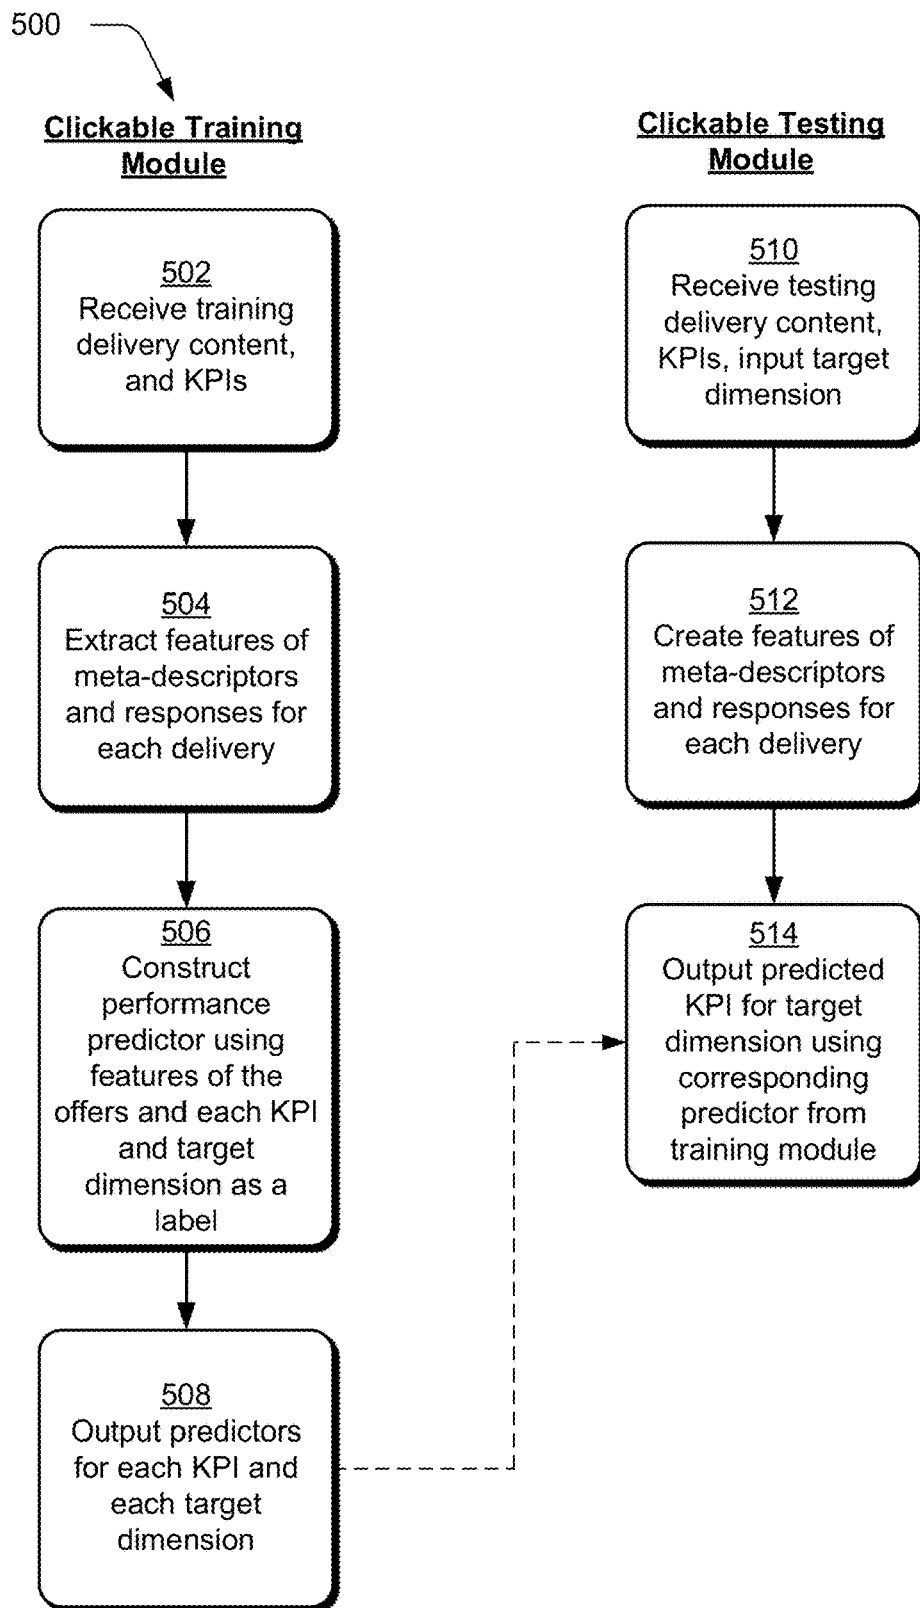 500
Clickable Training
Module
502
Receive training
delivery content,
and KPIs
504
Extract features of
meta-descriptors
and responses for
each delivery
506
Construct
performance
predictor using
features of the
offers and each KPI
and target
dimension as a
label
508
Output predictors
for each KPI and
each target
dimension
Clickable Testing
Module
510
Receive testing
delivery content,
KPIs, input target
dimension
512
Create features of
meta-descriptors
and responses for
each delivery
514
Output predicted
KPI for target
dimension using
corresponding
predictor from
training module